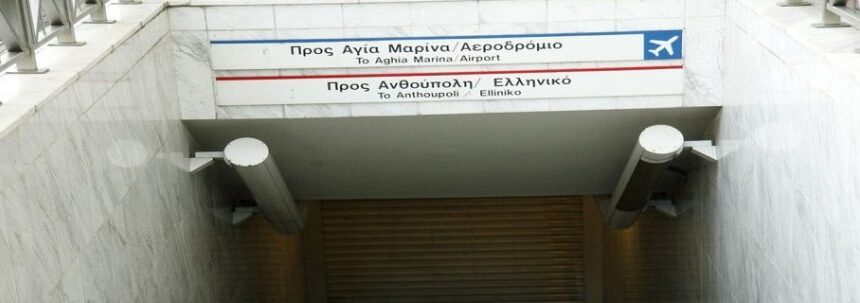 Προς Αγία Μαρίνα/Αεροδρόμιο
To Aghia Marina/Airport
Προς Ανθούπολη/ Ελληνικό
To Anthoupoli / Elliniko